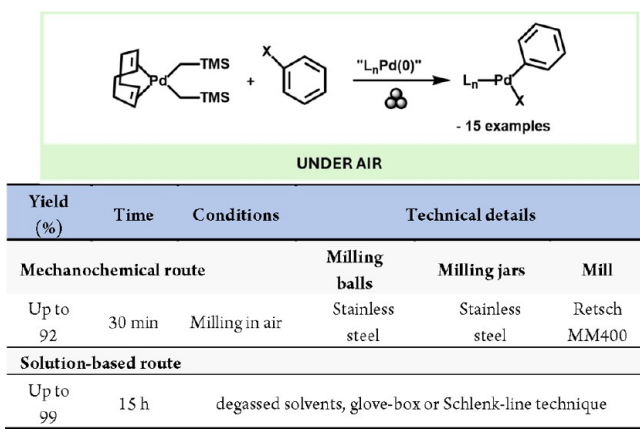 X
TMS
Pd
TMS
+
"LnPd(0)"
Ln—Pd
X
- 15 examples
UNDER AIR
Yield (%) Time Conditions Technical details
Mechanochemical route Milling balls Milling jars Mill
Up to 92 30 min Milling in air Stainless steel Stainless steel Retsch MM400
Solution-based route
Up to 99 15 h degassed solvents, glove-box or Schlenk-line technique